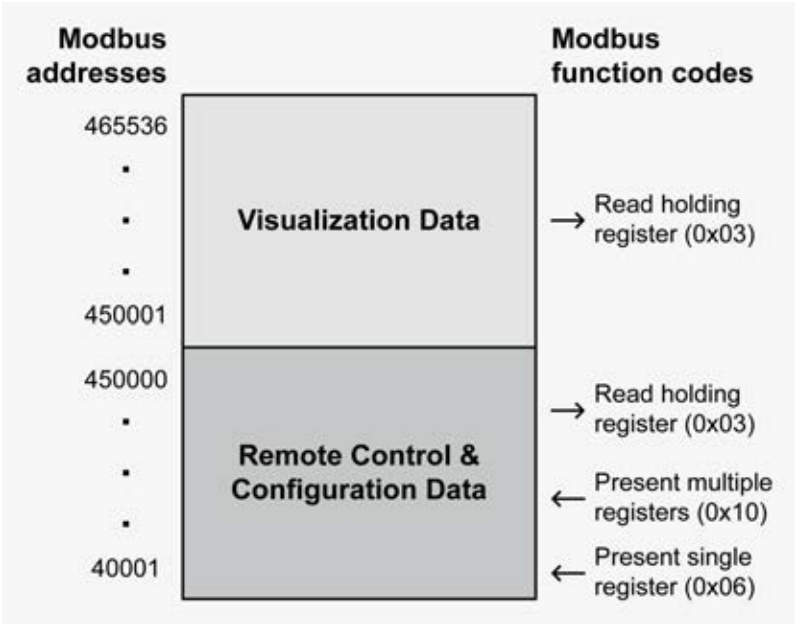 Modbus
addresses
Modbus
function codes
465536
.
.
.
450001
Visualization Data
Read holding
register (0x03)
450000
.
.
.
40001
Remote Control &
Configuration Data
Read holding
register (0x03)
Present multiple
registers (0x10)
Present single
register (0x06)